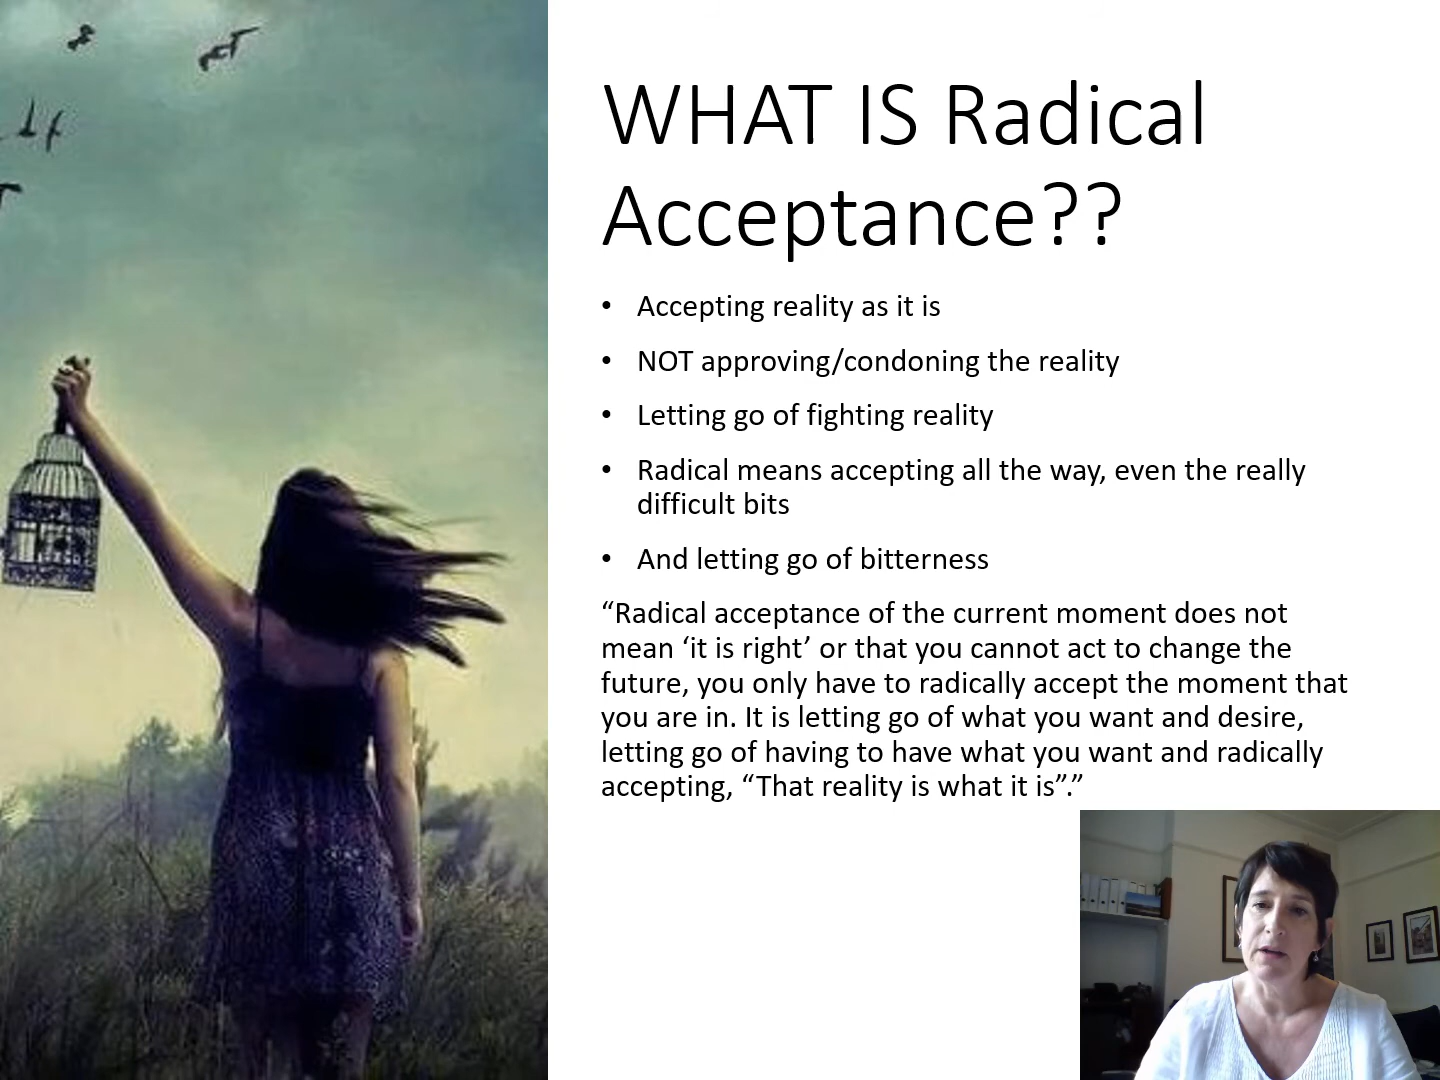 WHAT IS Radical
Acceptance??
• Accepting reality as it is
• NOT approving/condoning the reality
• Letting go of fighting reality
• Radical means accepting all the way, even the really
difficult bits
• And letting go of bitterness
“Radical acceptance of the current moment does not
mean ‘it is right’ or that you cannot act to change the
future, you only have to radically accept the moment that
you are in. It is letting go of what you want and desire,
letting go of having to have what you want and radically
accepting, “That reality is what it is”.”